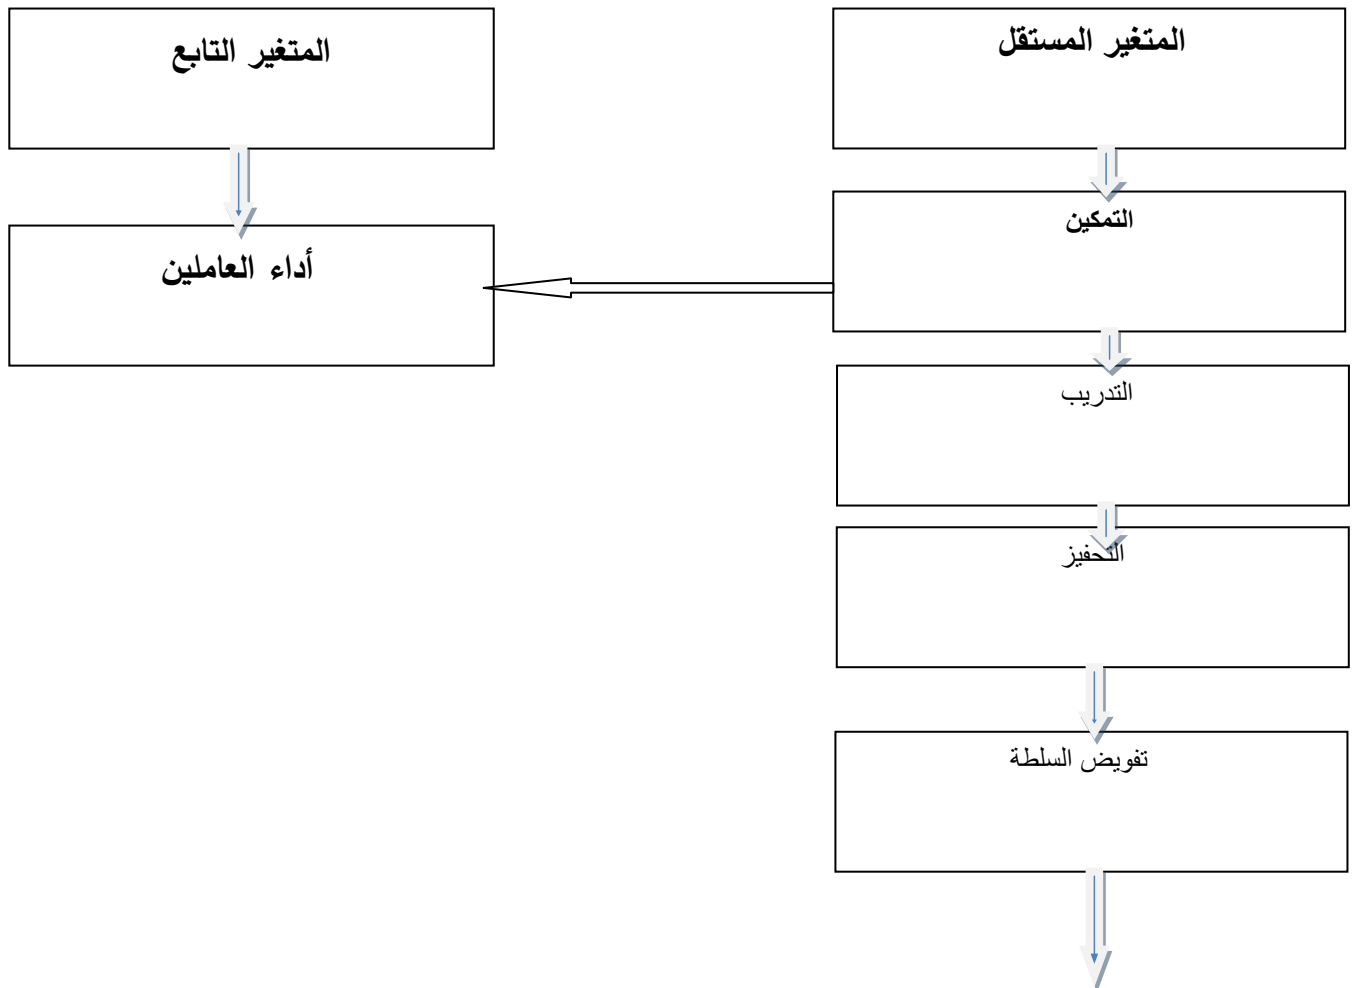 المتغير المستقل
المتغير التابع
التمكين
أداء العاملين
التدريب
التحفيز
تفويض السلطة